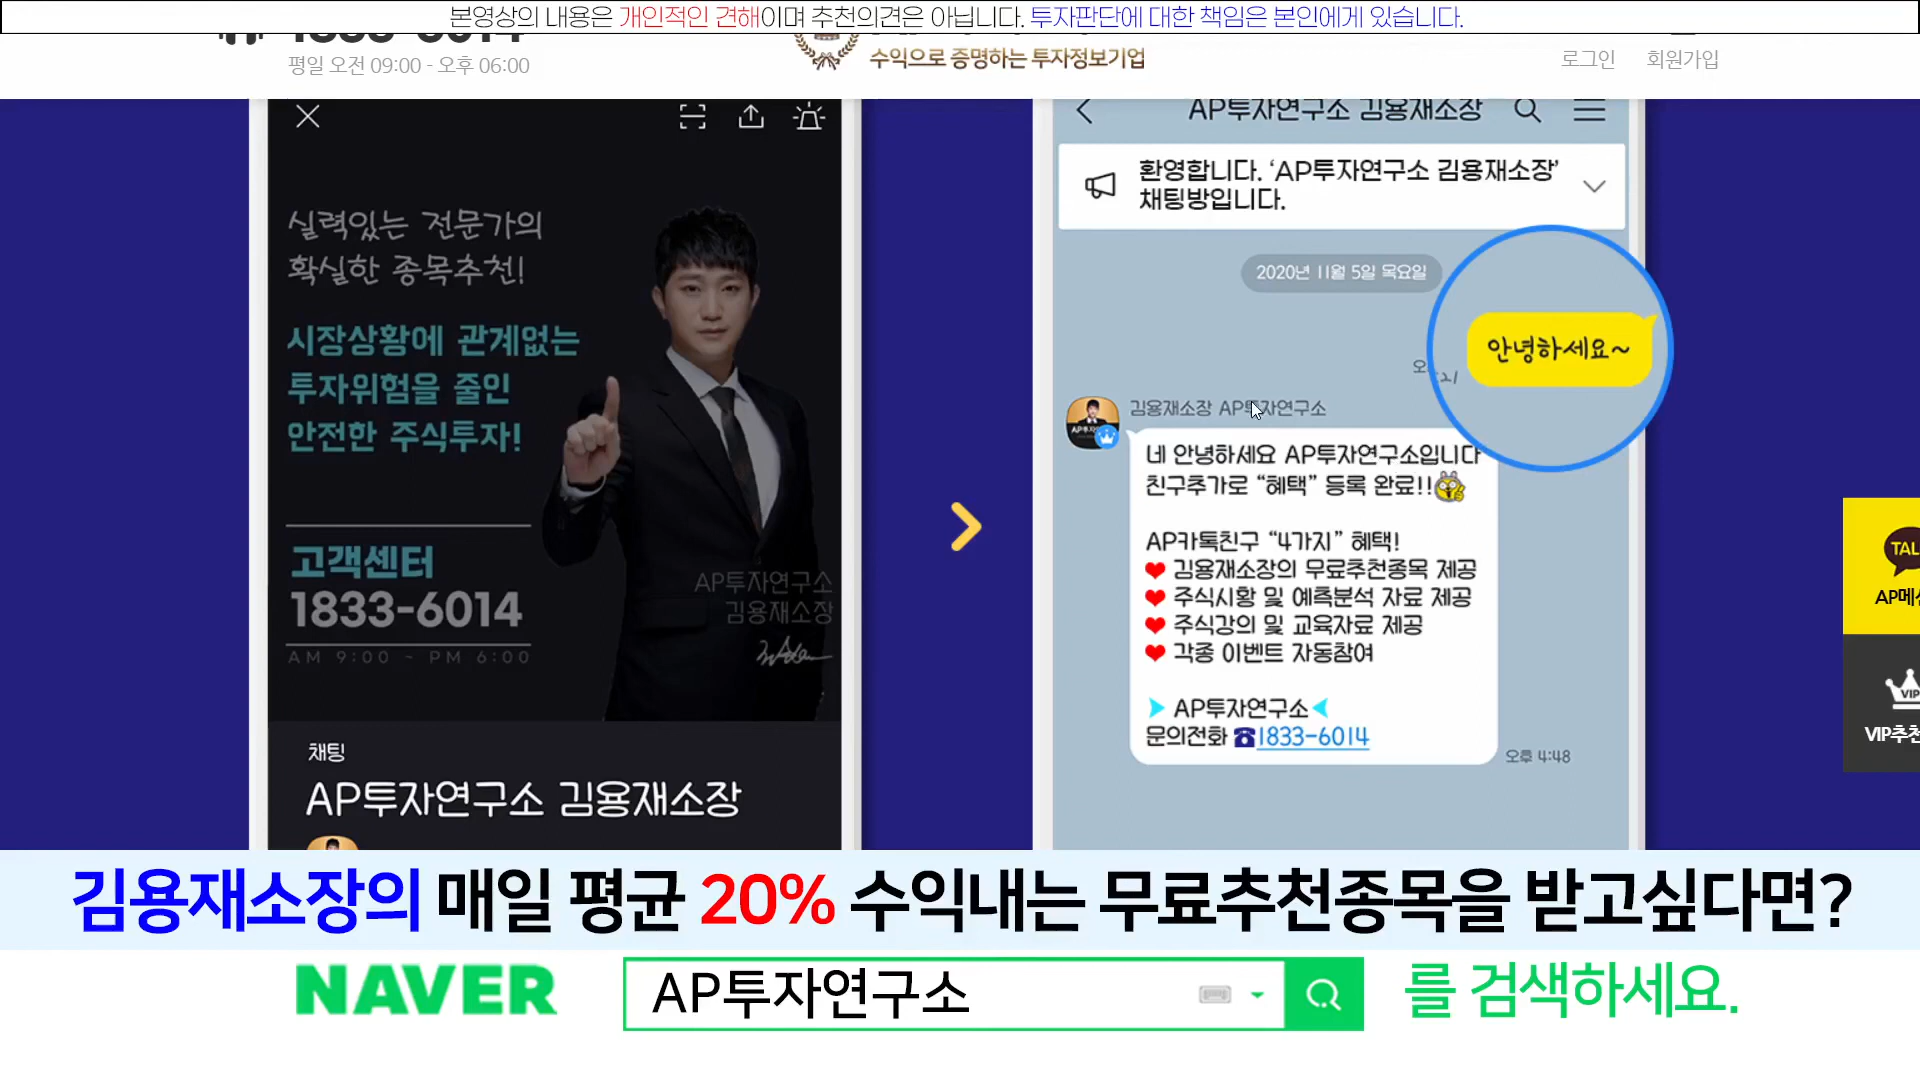 본영상의 내용은 개인적인 견해이며 추천의견은 아닙니다. 투자판단에 대한 책임은 본인에게 있습니다.
1833-6014
평일 오전 09:00 - 오후 06:00
수익으로 증명하는 투자정보기업
로그인 회원가입
실력있는 전문가의
확실한 종목추천!
시장상황에 관계없는
투자위험을 줄인
안전한 주식투자!
고객센터
1833-6014
AM 9:00 - PM 6:00
AP투자연구소
김용재소장
채팅
AP투자연구소 김용재소장
AP투자연구소 김용재소장
환영합니다. ‘AP투자연구소 김용재소장’
채팅방입니다.
2020년 11월 5일 목요일
안녕하세요~
김용재소장 AP투자연구소
네 안녕하세요 AP투자연구소입니다
친구추가로 “혜택” 등록 완료!!
AP카톡친구 “4가지” 혜택!
❤ 김용재소장의 무료추천종목 제공
❤ 주식시황 및 예측분석 자료 제공
❤ 주식강의 및 교육자료 제공
❤ 각종 이벤트 자동참여
➤ AP투자연구소
문의전화 ☎1833-6014
오후 4:48
VIP
김용재소장의 매일 평균 20% 수익내는 무료추천종목을 받고싶다면?
NAVER AP투자연구소 를 검색하세요.